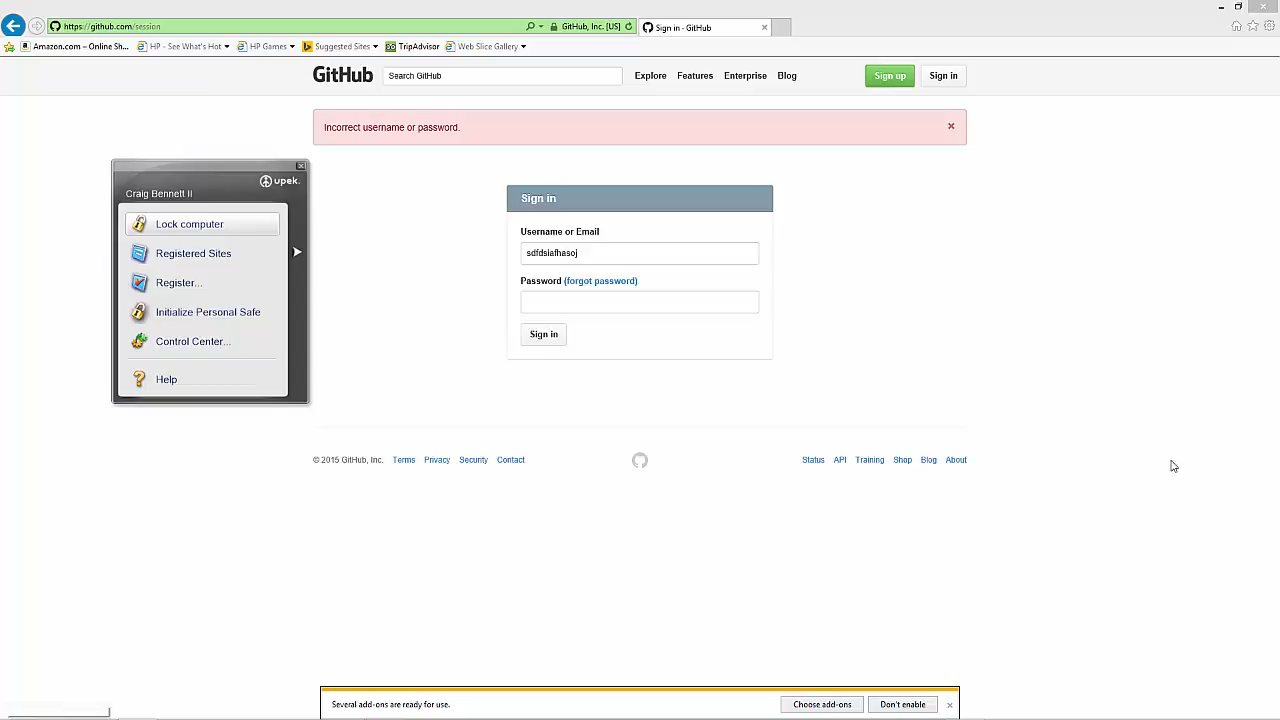 https://github.com/session
GitHub, Inc. [US]
Sign in - GitHub
Amazon.com – Online Sh...
HP - See What's Hot
HP Games
Suggested Sites
TripAdvisor
Web Slice Gallery
GitHub
Search GitHub
Explore
Features
Enterprise
Blog
Sign up
Sign in
Incorrect username or password.
upek.
Craig Bennett II
Lock computer
Registered Sites
Register...
Initialize Personal Safe
Control Center...
Help
Sign in
Username or Email
sdfdsiafhasoj
Password (forgot password)
Sign in
© 2015 GitHub, Inc.
Terms
Privacy
Security
Contact
Status
API
Training
Shop
Blog
About
Several add-ons are ready for use.
Choose add-ons
Don't enable